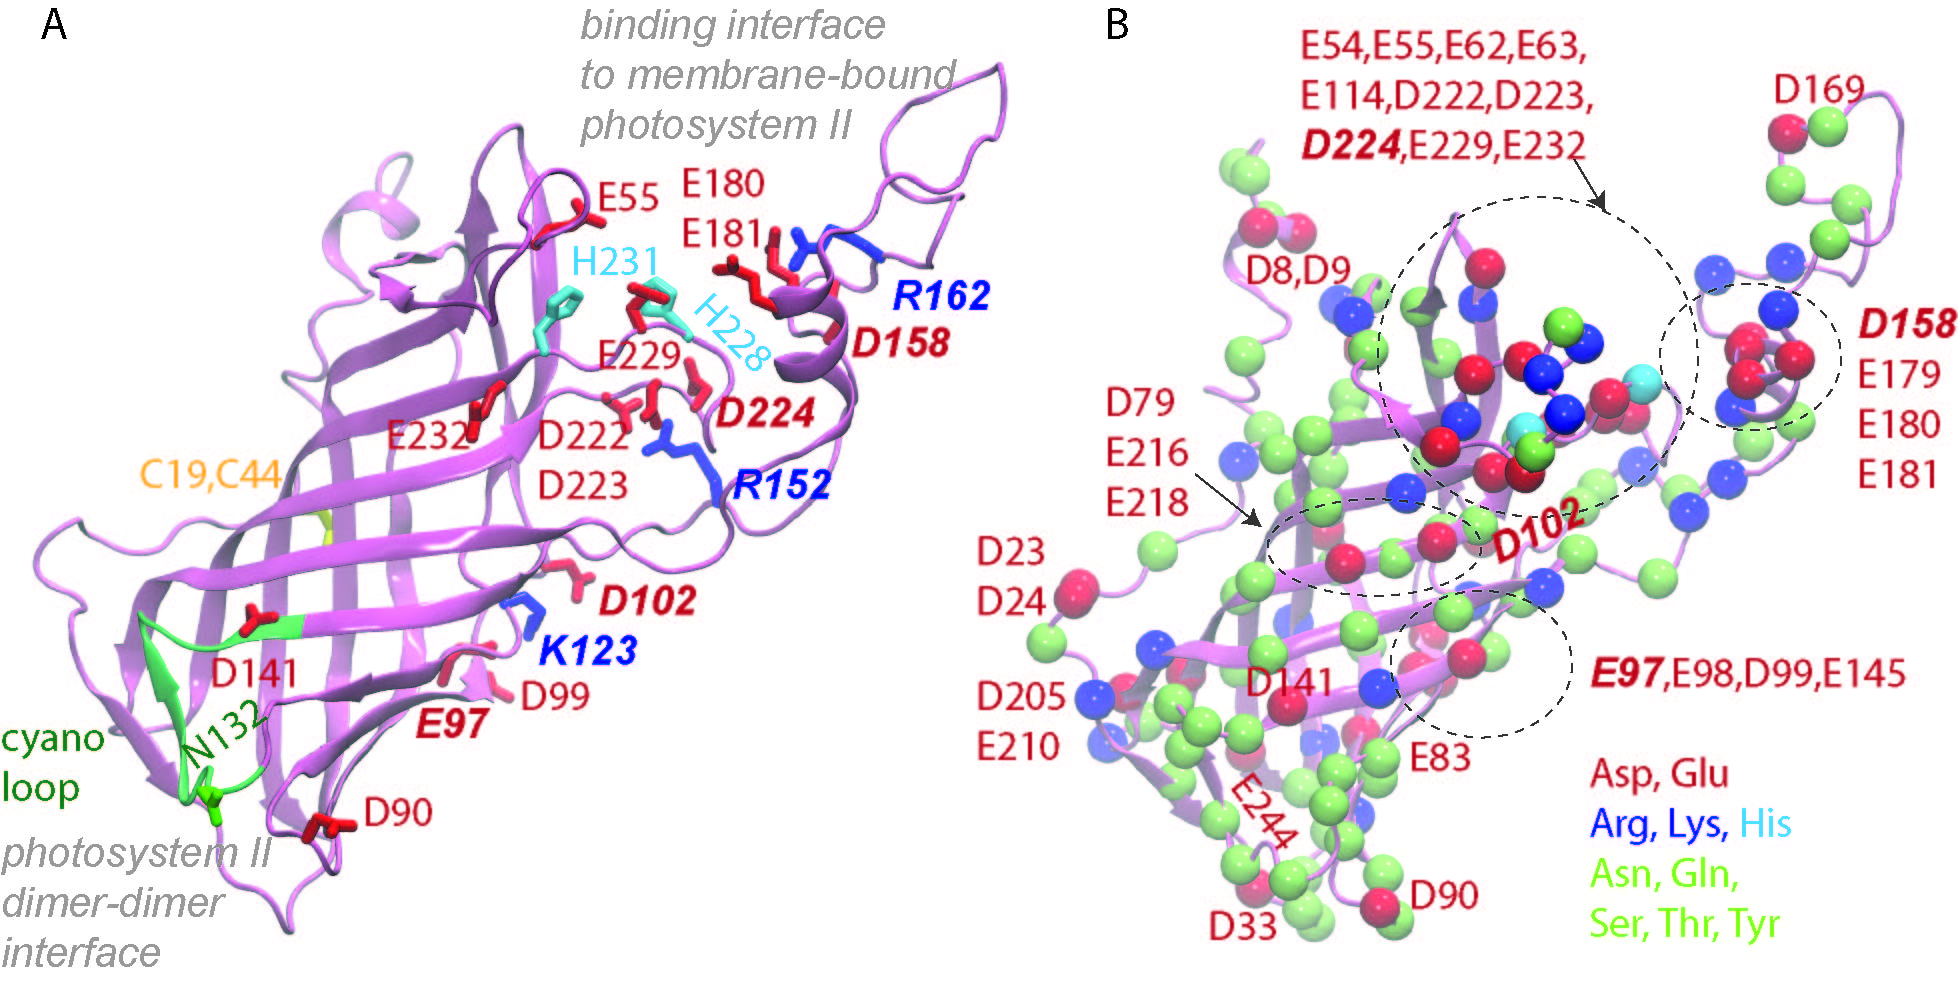 A
binding interface
to membrane-bound
photosystem II
E55
E180
E181
H231
H228
R162
D158
E229
D224
E232
D222
D223
R152
C19,C44
D102
K123
D141
D99
E97
N132
cyano
loop
D90
photosystem II
dimer-dimer
interface
B
E54,E55,E62,E63,
E114,D222,D223,
D224,E229,E232
D169
D8,D9
D158
E179
E180
E181
D79
E216
E218
D102
D23
D24
D141
E97,E98,D99,E145
D205
E210
E83
E244
D33
D90
Asp, Glu
Arg, Lys, His
Asn, Gln,
Ser, Thr, Tyr